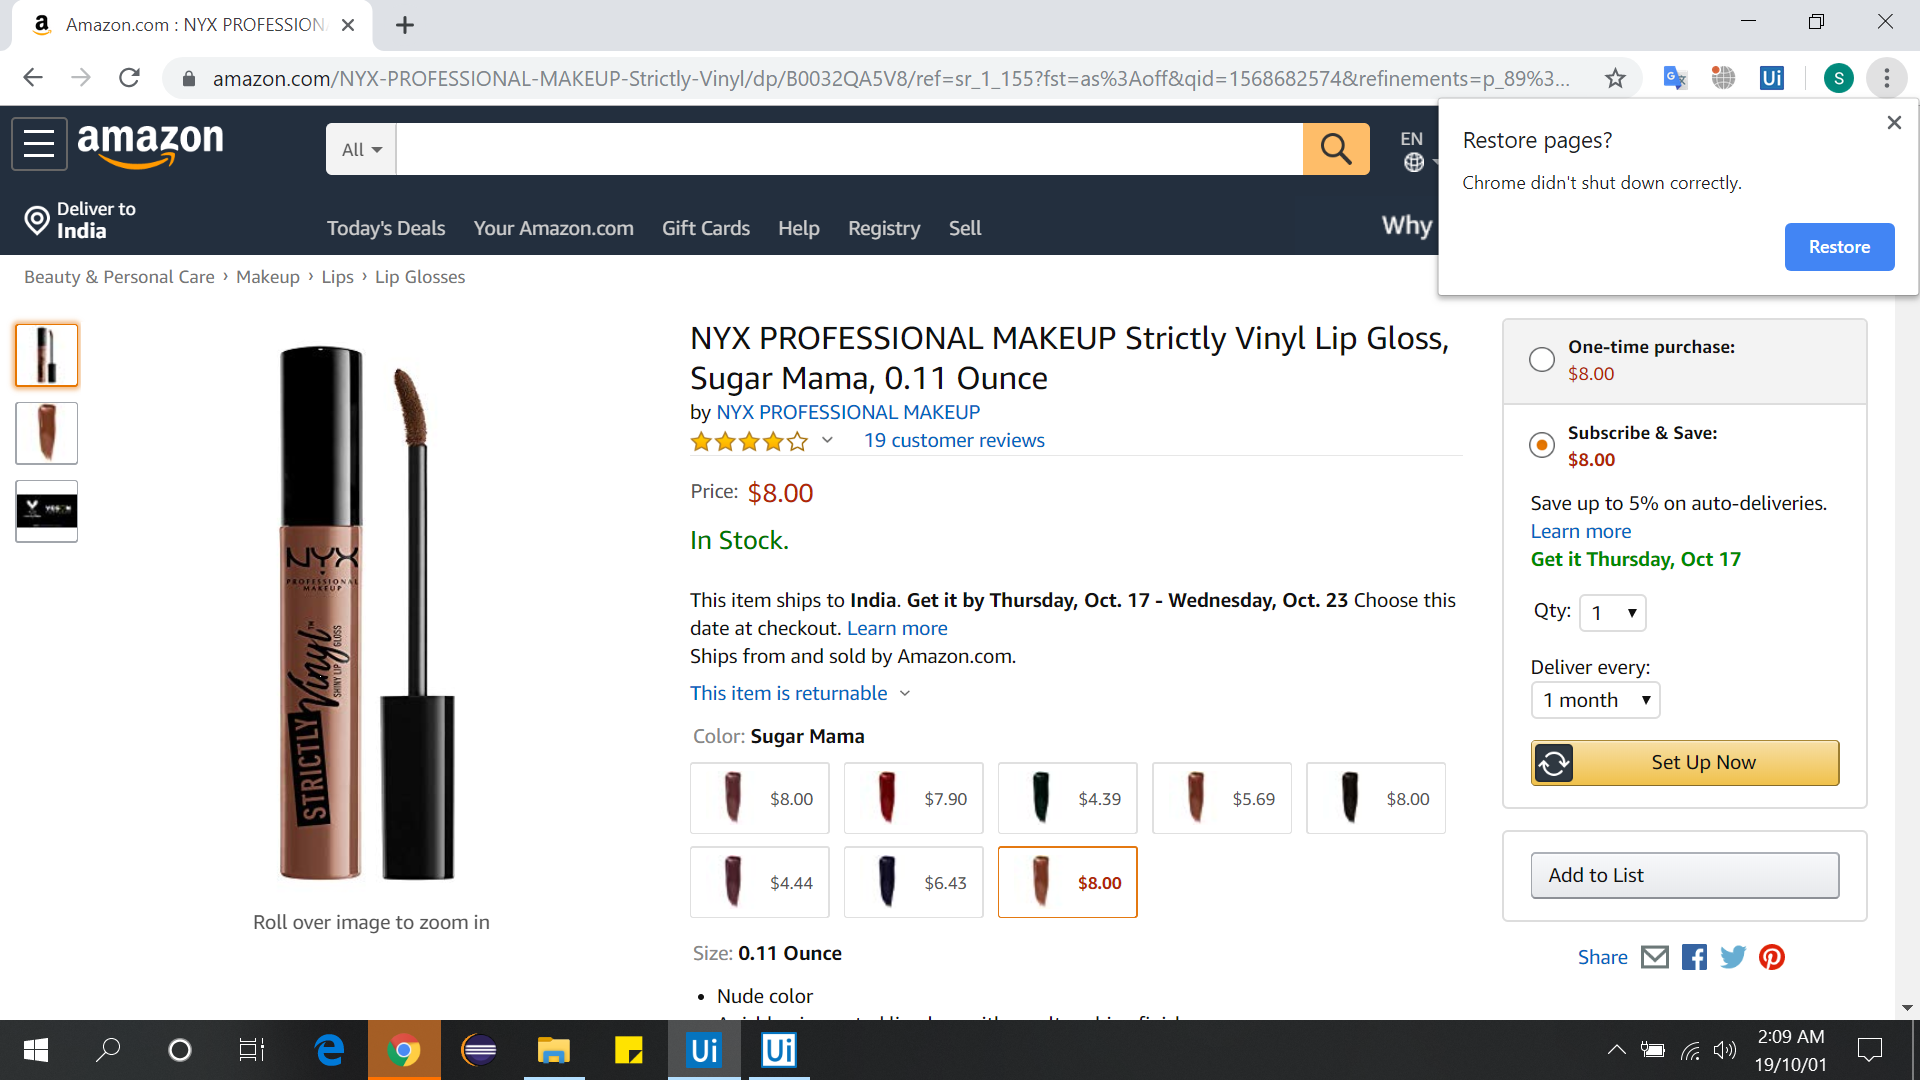 Amazon.com : NYX PROFESSION
amazon.com/NYX-PROFESSIONAL-MAKEUP-Strictly-Vinyl/dp/B0032QA5V8/ref=sr_1_155?fst=as%3Aoff&qid=1568682574&refinements=p_89%3...
S
Restore pages?
Chrome didn't shut down correctly.
Restore
amazon
All
EN
Deliver to
India
Today's Deals Your Amazon.com Gift Cards Help Registry Sell
Why
Beauty & Personal Care › Makeup › Lips › Lip Glosses
NYX PROFESSIONAL MAKEUP Strictly Vinyl Lip Gloss,
Sugar Mama, 0.11 Ounce
by NYX PROFESSIONAL MAKEUP
19 customer reviews
Price: $8.00
In Stock.
This item ships to India. Get it by Thursday, Oct. 17 - Wednesday, Oct. 23 Choose this
date at checkout. Learn more
Ships from and sold by Amazon.com.
This item is returnable
Color: Sugar Mama
$8.00 $7.90 $4.39 $5.69 $8.00
$4.44 $6.43 $8.00
Size: 0.11 Ounce
• Nude color
NYX
PROFESSIONAL
MAKEUP
STRICTLY Vinyl™
SHINY LIP GLOSS
Roll over image to zoom in
One-time purchase:
$8.00
Subscribe & Save:
$8.00
Save up to 5% on auto-deliveries.
Learn more
Get it Thursday, Oct 17
Qty: 1
Deliver every:
1 month
Set Up Now
Add to List
Share
Ui
Ui
Ui
2:09 AM
19/10/01